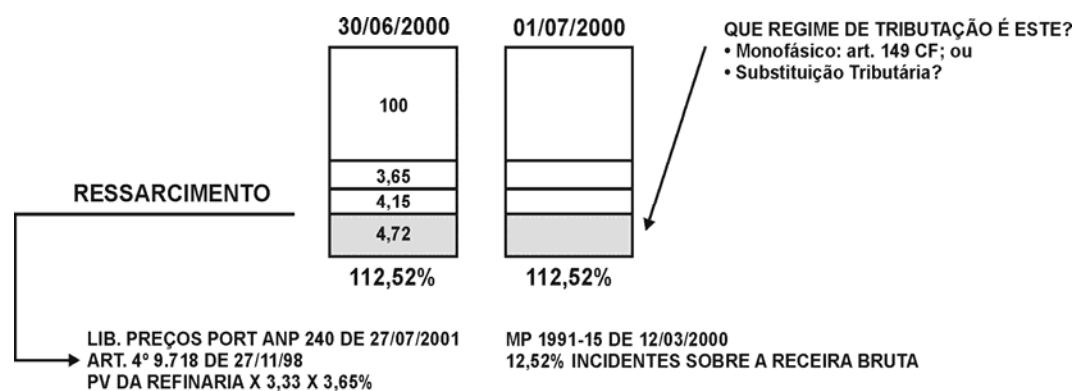 30/06/2000
01/07/2000
QUE REGIME DE TRIBUTAÇÃO É ESTE?
• Monofásico: art. 149 CF; ou
• Substituição Tributária?
100
3,65
4,15
4,72
RESSARCIMENTO
112,52%
112,52%
LIB. PREÇOS PORT ANP 240 DE 27/07/2001
ART. 4º 9.718 DE 27/11/98
PV DA REFINARIA X 3,33 X 3,65%
MP 1991-15 DE 12/03/2000
12,52% INCIDENTES SOBRE A RECEIRA BRUTA